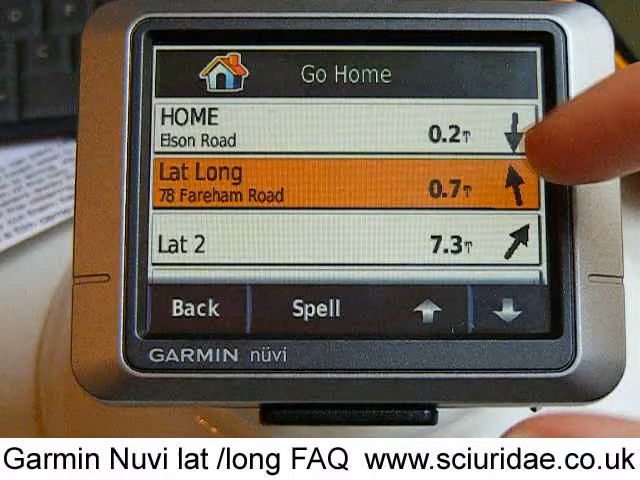 Go Home
HOME
Elson Road
0.2
Lat Long
78 Fareham Road
0.7
Lat 2
7.3
Back Spell
GARMIN nüvi
Garmin Nuvi lat /long FAQ www.sciuridae.co.uk